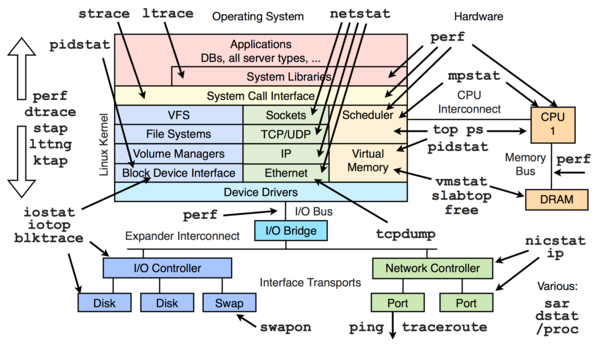 strace
ltrace
Operating System
netstat
Hardware
pidstat
Applications
DBs, all server types, ...
System Libraries
System Call Interface
perf
mpstat
CPU
Interconnect
perf
dtrace
stap
lttng
ktap
Linux Kernel
VFS
Sockets
Scheduler
File Systems
TCP/UDP
Volume Managers
IP
Virtual
Memory
Block Device Interface
Ethernet
Device Drivers
top ps
pidstat
CPU
1
Memory
Bus
perf
vmstat
slabtop
free
DRAM
iostat
iotop
blktrace
perf
I/O Bus
Expander Interconnect
I/O Bridge
tcpdump
nicstat
ip
I/O Controller
Interface Transports
Network Controller
Disk
Disk
Swap
Port
Port
swapon
ping
traceroute
Various:
sar
dstat
/proc